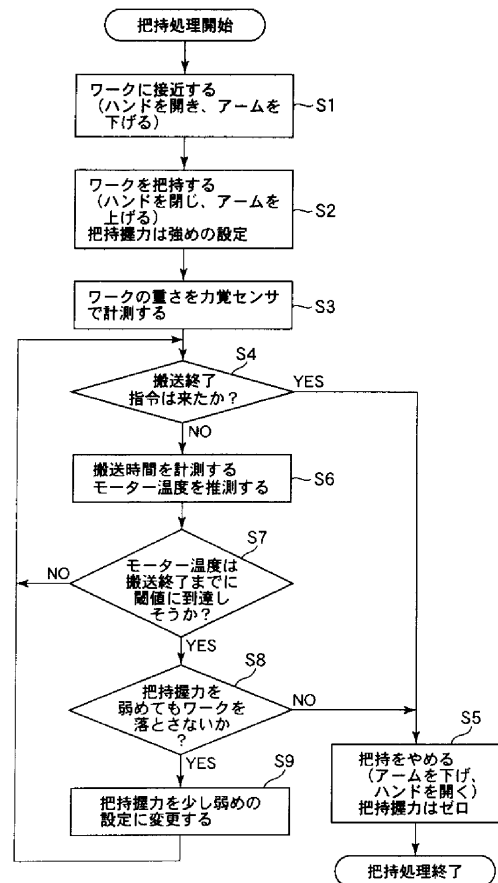 把持処理開始
ワークに接近する
(ハンドを開き、アームを
下げる)
S1
ワークを把持する
(ハンドを閉じ、アームを
上げる)
把持握力は強めの設定
S2
ワークの重さを力覚センサ
で計測する
S3
S4
搬送終了
指令は来たか?
YES
NO
搬送時間を計測する
モーター温度を推測する
S6
S7
モーター温度は
搬送終了までに
閾値に到達し
そうか?
NO
YES
S8
把持握力を
弱めてもワークを
落とさないか
?
NO
YES
S9
把持握力を少し弱めの
設定に変更する
S5
把持をやめる
(アームを下げ、
ハンドを開く)
把持握力はゼロ
把持処理終了